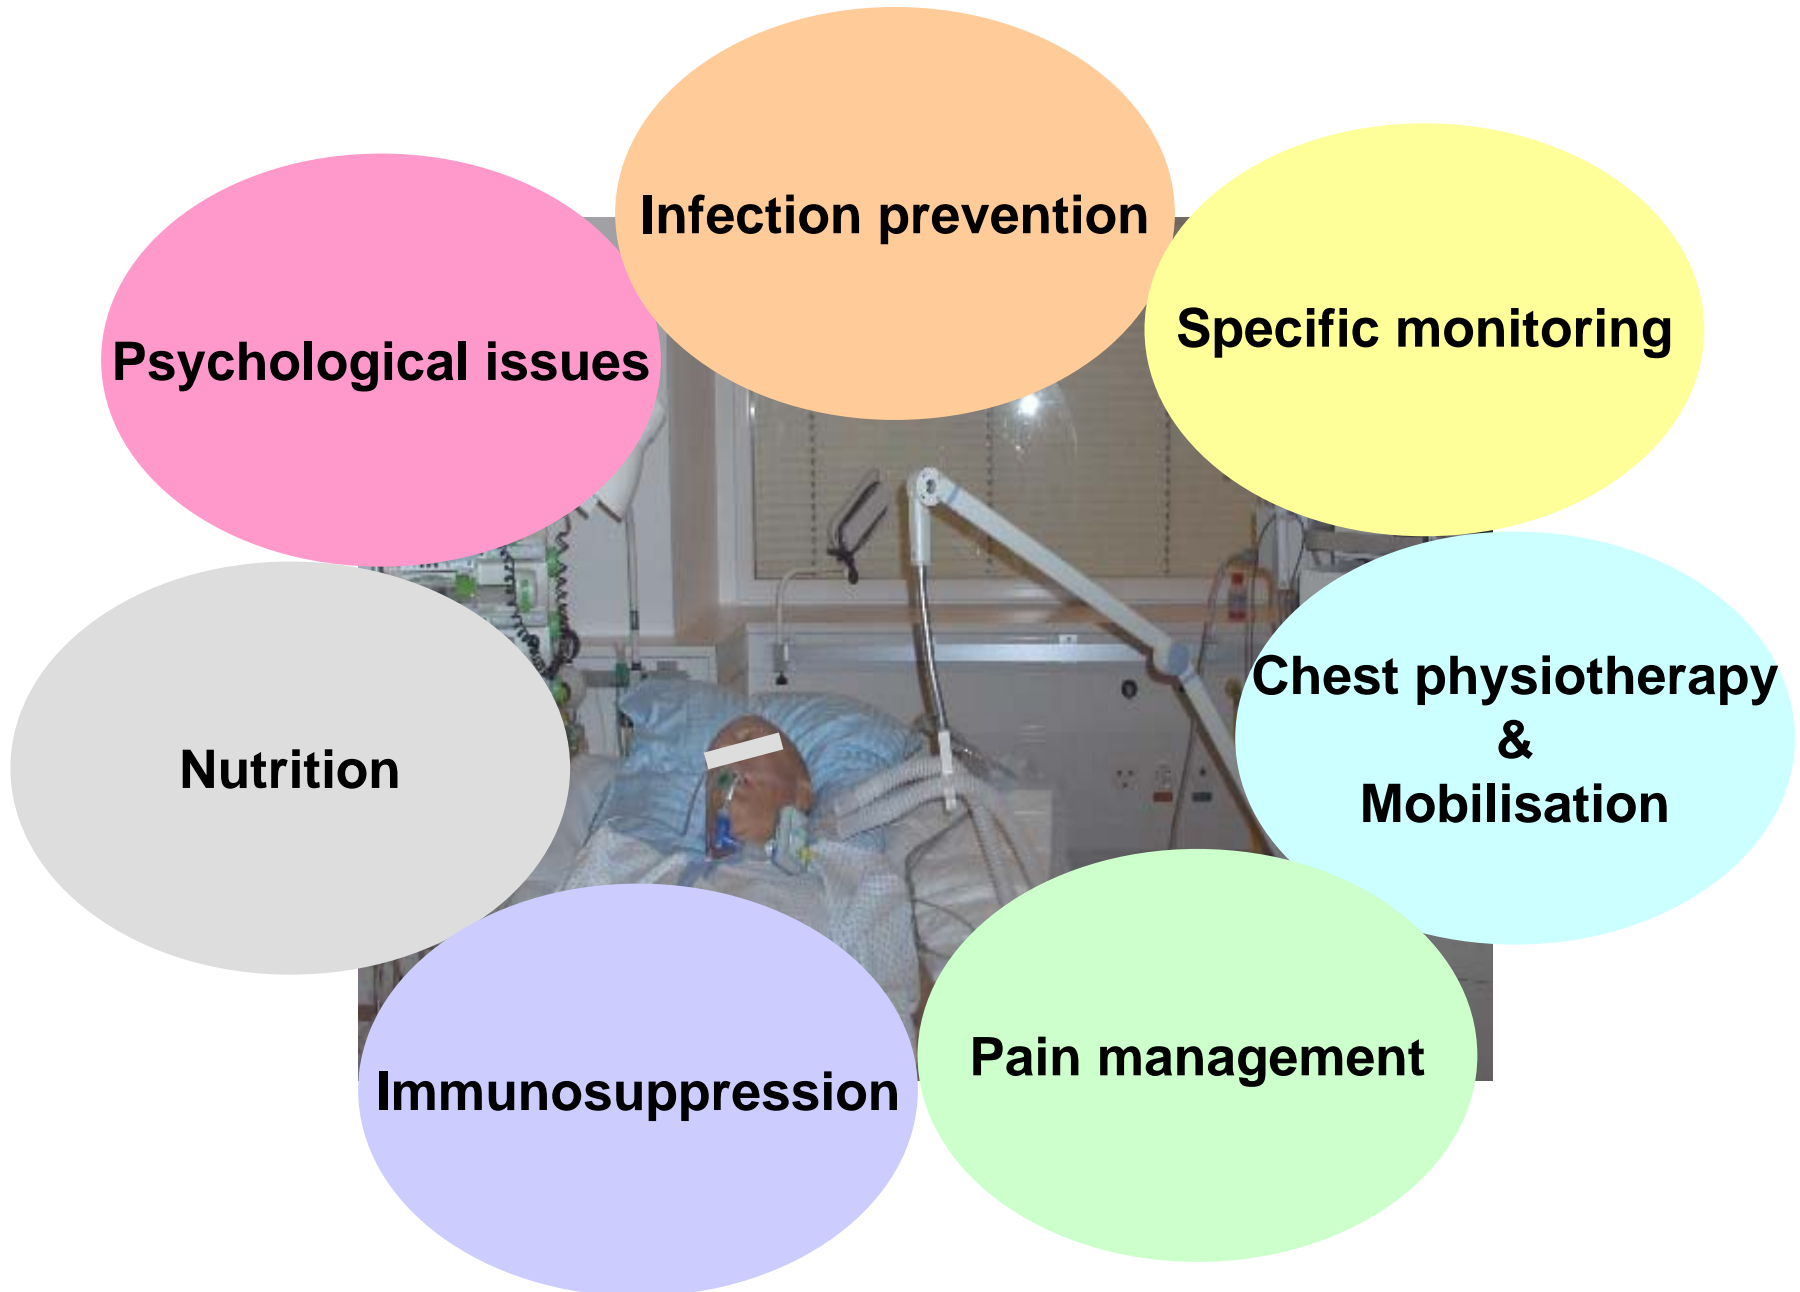 Infection prevention
Specific monitoring
Psychological issues
Chest physiotherapy
&
Mobilisation
Nutrition
Pain management
Immunosuppression